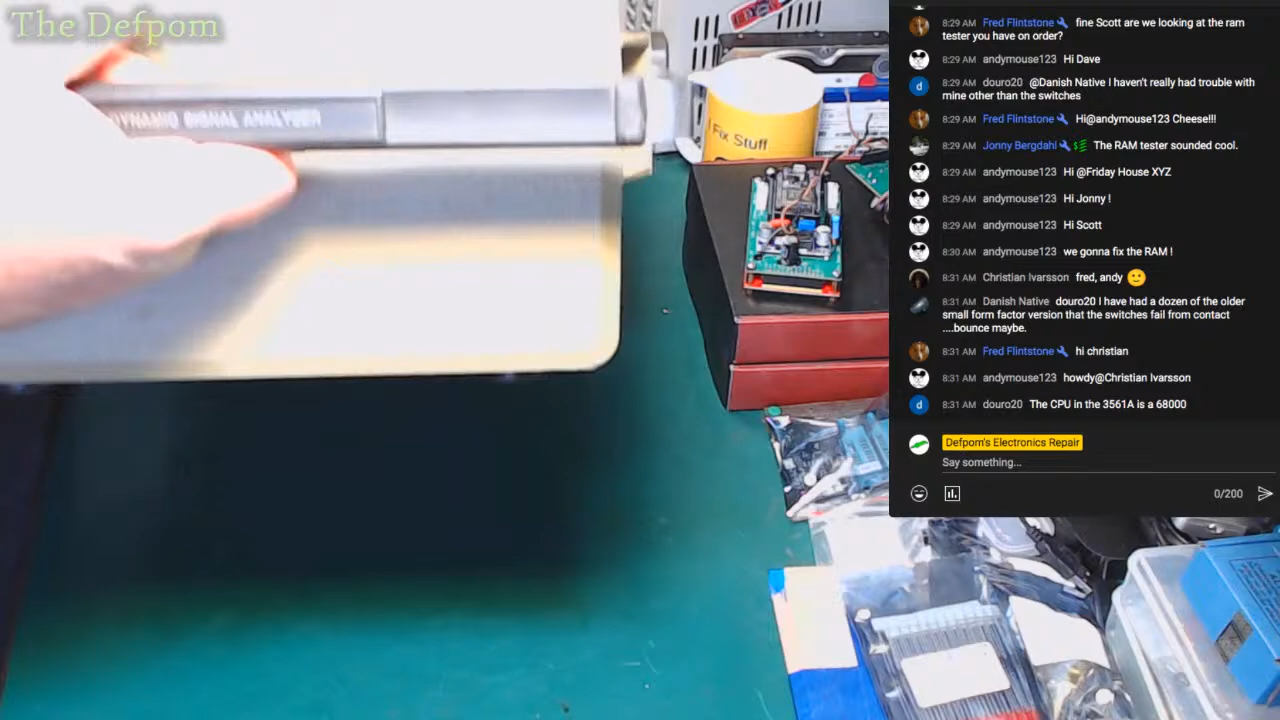 The Defpom
DYNAMIC SIGNAL ANALYZER
I Fix Stuff
8:29 AM Fred Flintstone fine Scott are we looking at the ram
tester you have on order?
8:29 AM andymouse123 Hi Dave
8:29 AM douro20 @Danish Native I haven't really had trouble with
mine other than the switches
8:29 AM Fred Flintstone Hi@andymouse123 Cheese!!!
8:29 AM Jonny Bergdahl The RAM tester sounded cool.
8:29 AM andymouse123 Hi @Friday House XYZ
8:29 AM andymouse123 Hi Jonny !
8:29 AM andymouse123 Hi Scott
8:30 AM andymouse123 we gonna fix the RAM !
8:31 AM Christian Ivarsson fred, andy 🙂
8:31 AM Danish Native douro20 I have had a dozen of the older
small form factor version that the switches fail from contact
....bounce maybe.
8:31 AM Fred Flintstone hi christian
8:31 AM andymouse123 howdy@Christian Ivarsson
d 8:31 AM douro20 The CPU in the 3561A is a 68000
Defpom's Electronics Repair
Say something...
0/200